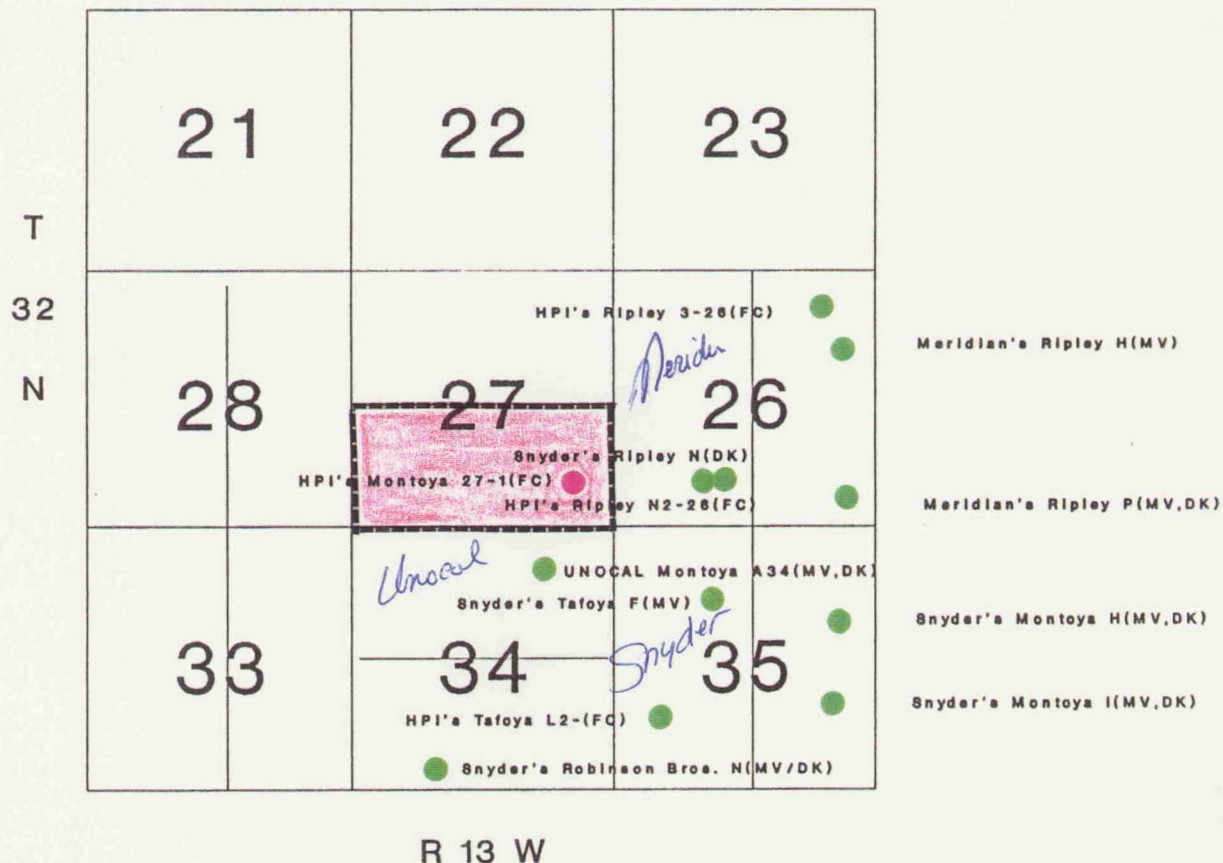 21
22
23
T
32
N
HPI's Ripley 3-26(FC)
Meridian's Ripley H(MV)
Meridian
28
27
26
Snyder's Ripley N(DK)
HPI's Montoya 27-1(FC)
HPI's Ripley N2-26(FC)
Meridian's Ripley P(MV,DK)
Unocal
UNOCAL Montoya A34(MV,DK)
Snyder's Tafoya F(MV)
Snyder's Montoya H(MV,DK)
Snyder
33
34
35
Snyder's Montoya I(MV,DK)
HPI's Tafoya L2-(FC)
Snyder's Robinson Bros. N(MV/DK)
R 13 W